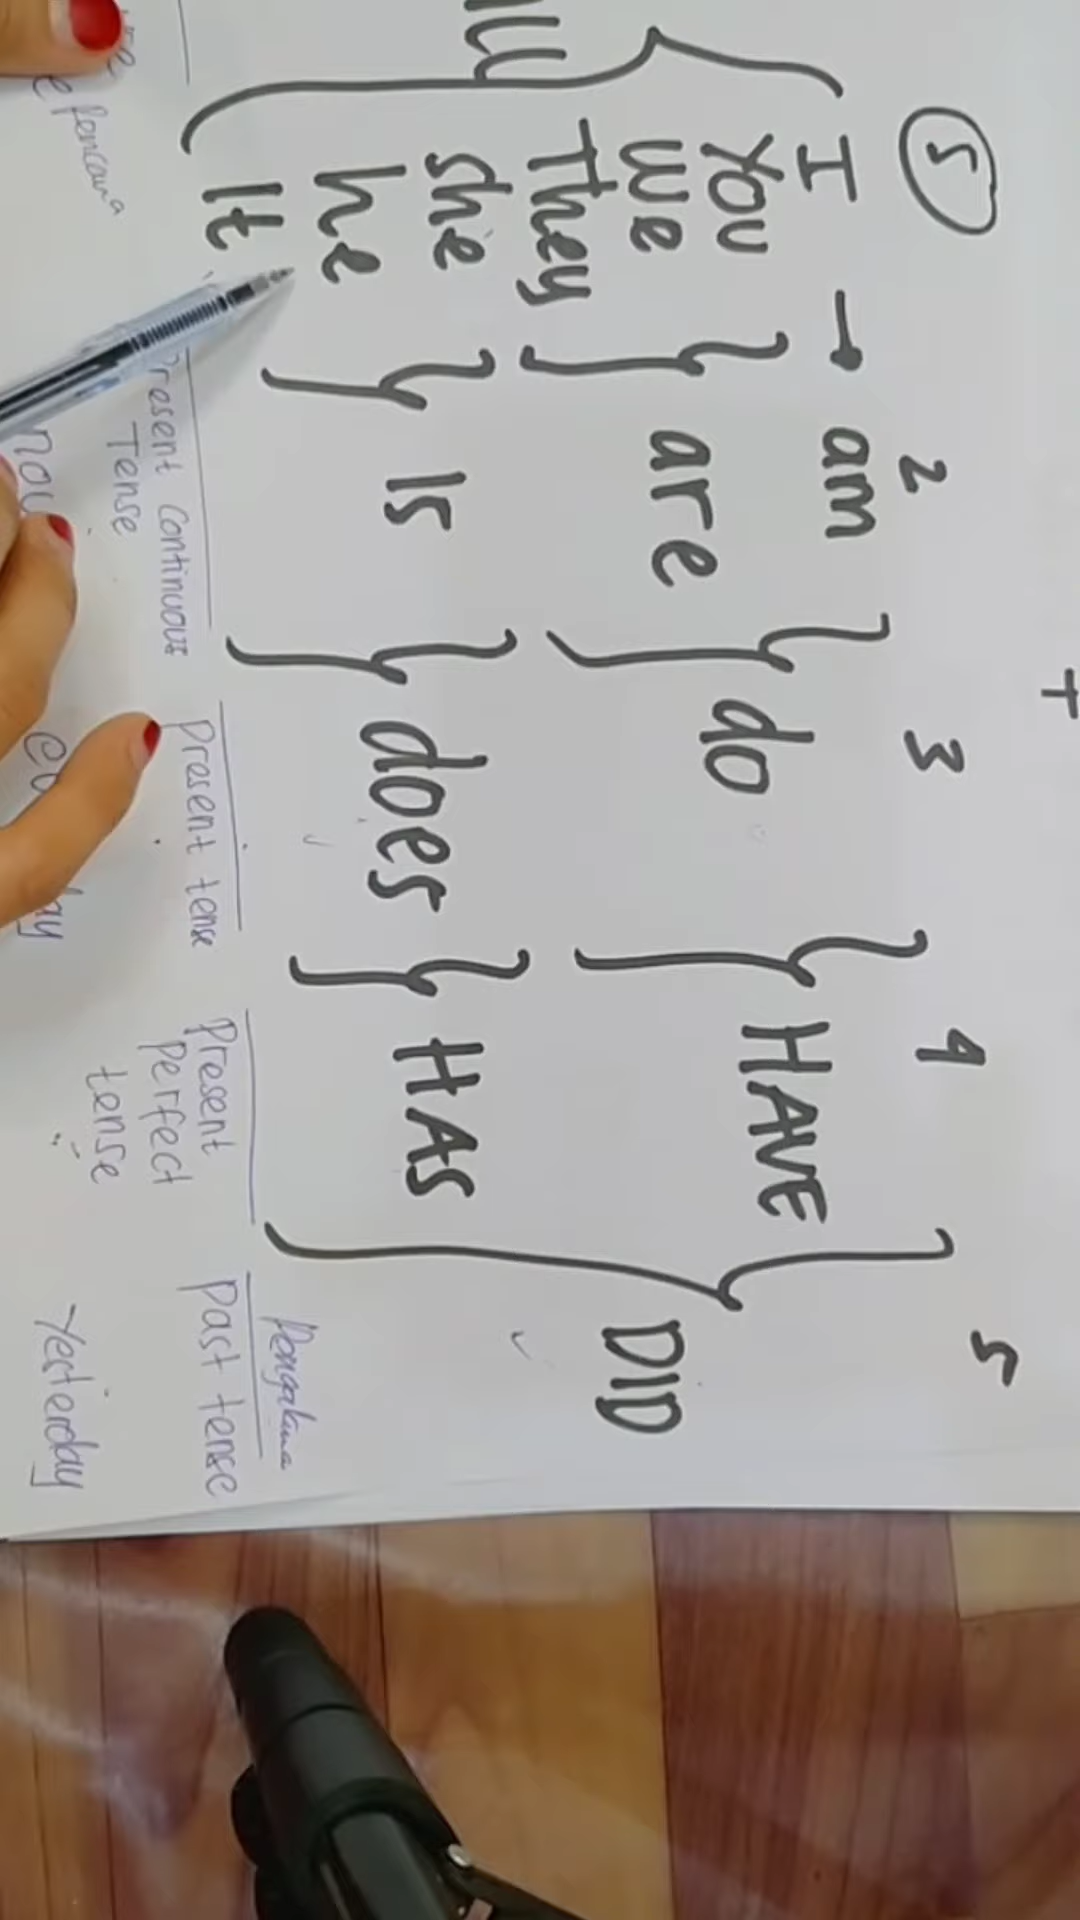 5
2
3
4
5
I → am
You
We
They
are
do
HAVE
she
he
It
Is
does
HAS
DID
Present Continuous
Tense
now
Present tense
Present
Perfect
tense
Past tense
Yesterday